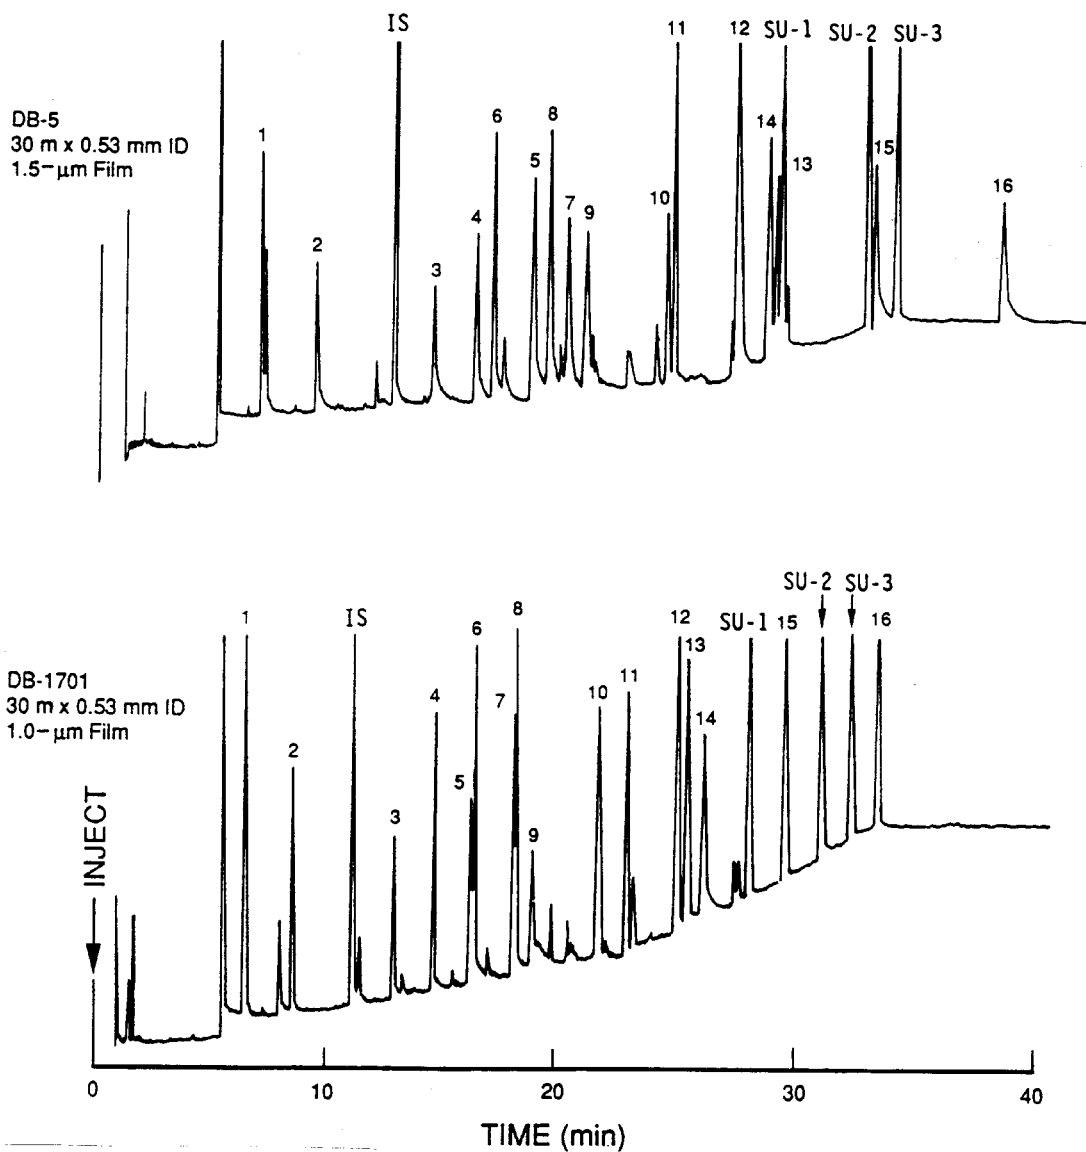 IS
11 12 SU-1 SU-2 SU-3
DB-5
30 m x 0.53 mm ID
1.5-μm Film
1 2 3 4 6 5 8 7 9 10 14 13 15 16
SU-2 SU-3
1 IS 6 8 12 SU-1 15 16
DB-1701
30 m x 0.53 mm ID
1.0-μm Film
2 3 4 5 7 9 10 11 13 14
INJECT
0 10 20 30 40
TIME (min)